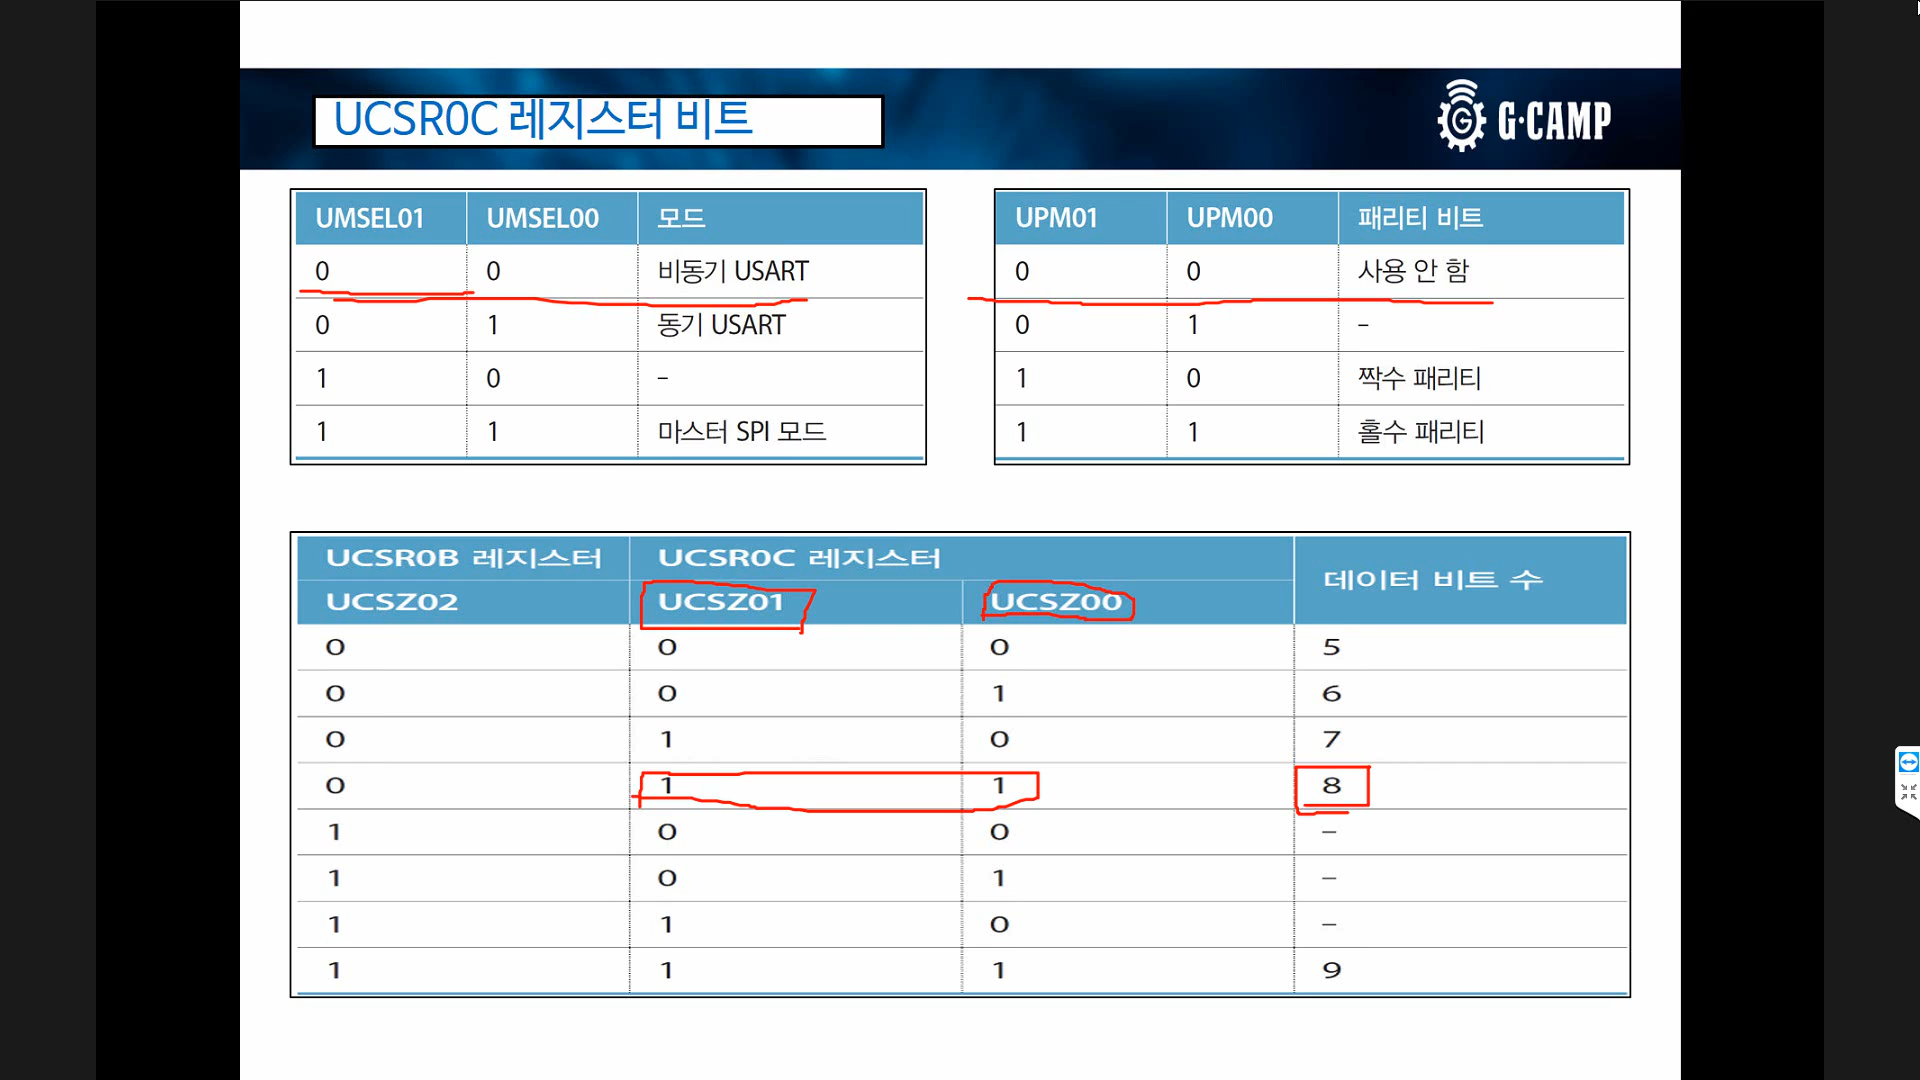 UCSR0C 레지스터 비트
G·CAMP
UMSEL01 UMSEL00 모드
0 0 비동기 USART
0 1 동기 USART
1 0 –
1 1 마스터 SPI 모드
UPM01 UPM00 패리티 비트
0 0 사용 안 함
0 1 –
1 0 짝수 패리티
1 1 홀수 패리티
UCSR0B 레지스터 UCSR0C 레지스터 데이터 비트 수
UCSZ02 UCSZ01 UCSZ00
0 0 0 5
0 0 1 6
0 1 0 7
0 1 1 8
1 0 0 –
1 0 1 –
1 1 0 –
1 1 1 9